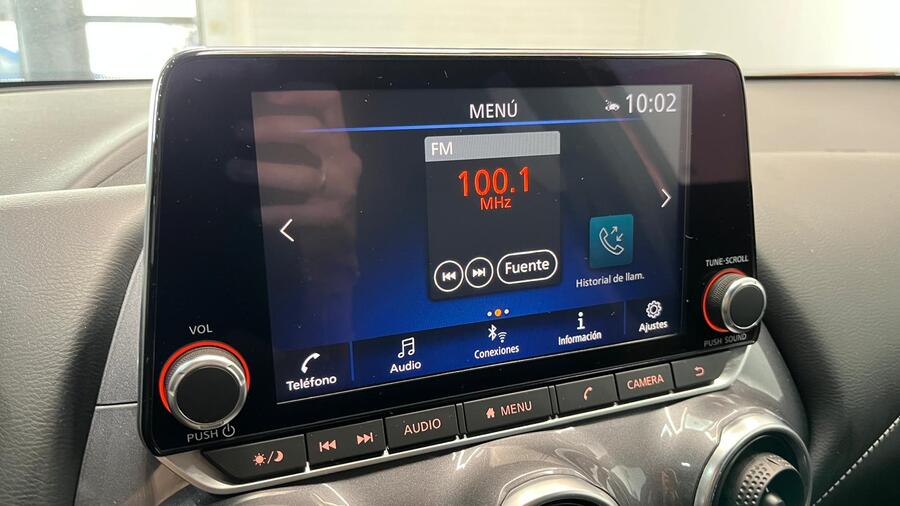 MENÚ
10:02
FM
100.1
MHz
Fuente
Historial de llam.
Teléfono
Audio
Conexiones
Información
Ajustes
VOL
PUSH
TUNE·SCROLL
PUSH SOUND
AUDIO
MENU
CAMERA